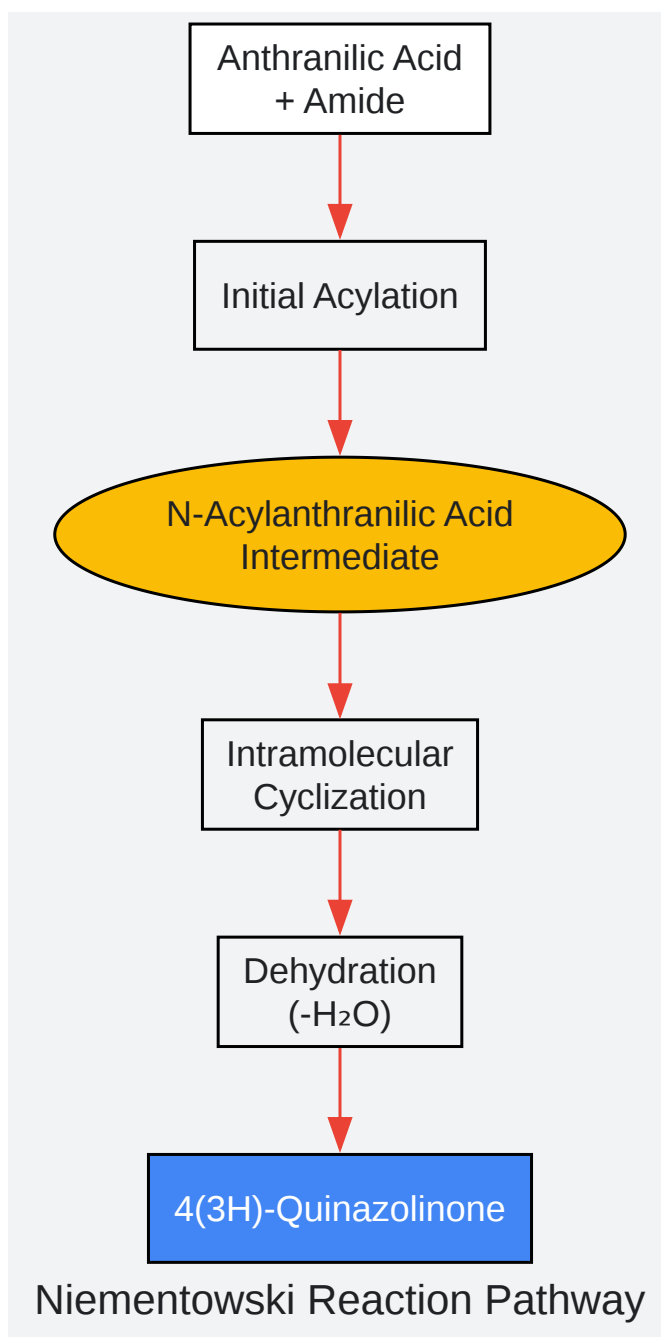 Anthranilic Acid
+ Amide
Initial Acylation
N-Acylanthranilic Acid
Intermediate
Intramolecular
Cyclization
Dehydration
(-H₂O)
4(3H)-Quinazolinone
Niementowski Reaction Pathway